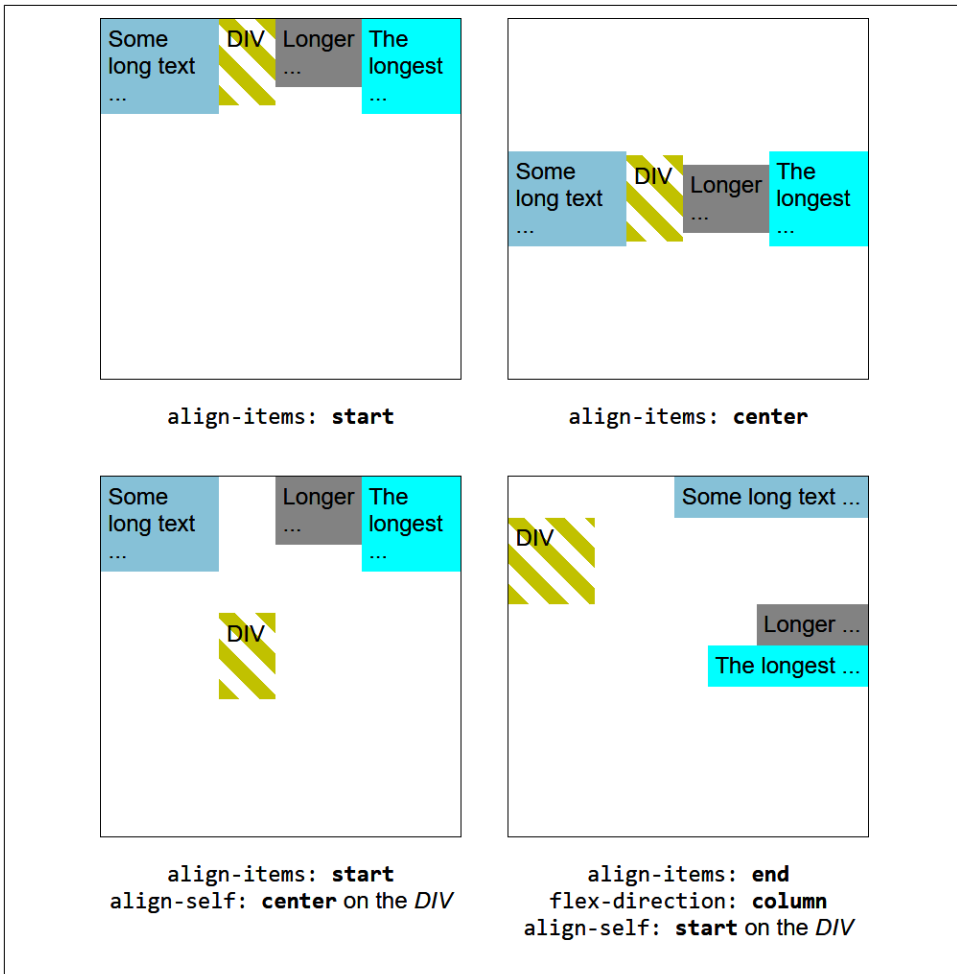 Some
long text
...
DIV
Longer
...
The
longest
...
Some
long text
...
DIV
Longer
...
The
longest
...
align-items: start
align-items: center
Some
long text
...
DIV
Longer
...
The
longest
...
Some long text ...
DIV
Longer ...
The longest ...
align-items: start
align-self: center on the DIV
align-items: end
flex-direction: column
align-self: start on the DIV